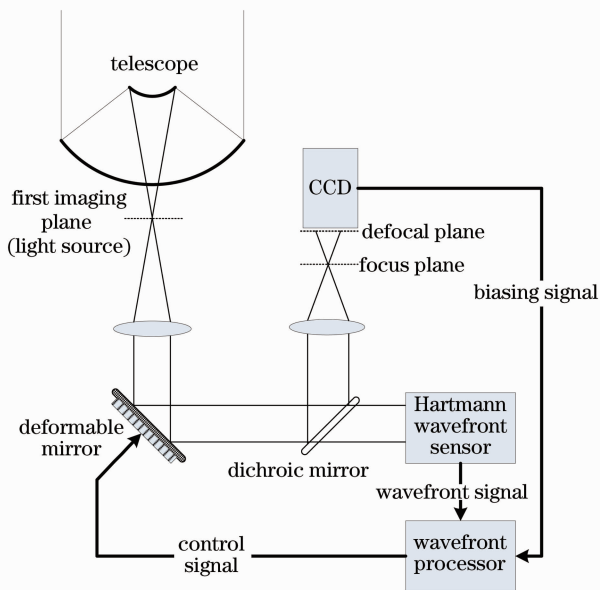 telescope
first imaging
plane
(light source)
CCD
defocal plane
focus plane
biasing signal
deformable
mirror
dichroic mirror
Hartmann
wavefront
sensor
wavefront signal
control
signal
wavefront
processor